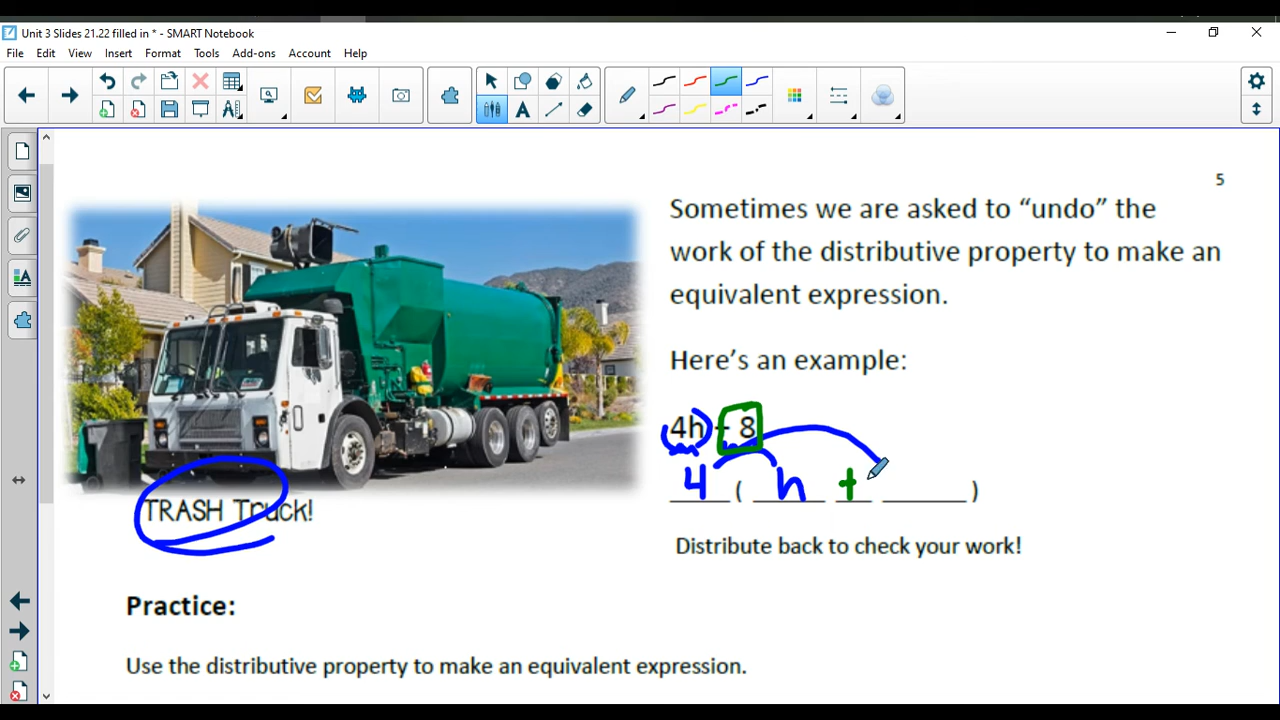 Unit 3 Slides 21.22 filled in * - SMART Notebook
File Edit View Insert Format Tools Add-ons Account Help
5
Sometimes we are asked to “undo” the
work of the distributive property to make an
equivalent expression.
Here’s an example:
4h + 8
4 ( h + ______ )
TRASH Truck!
Distribute back to check your work!
Practice:
Use the distributive property to make an equivalent expression.